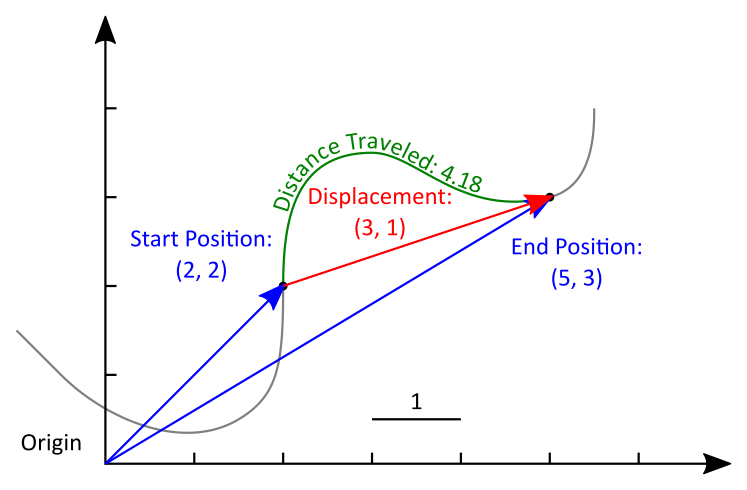 Distance Traveled: 4.18
Displacement:
(3, 1)
Start Position:
(2, 2)
End Position:
(5, 3)
1
Origin